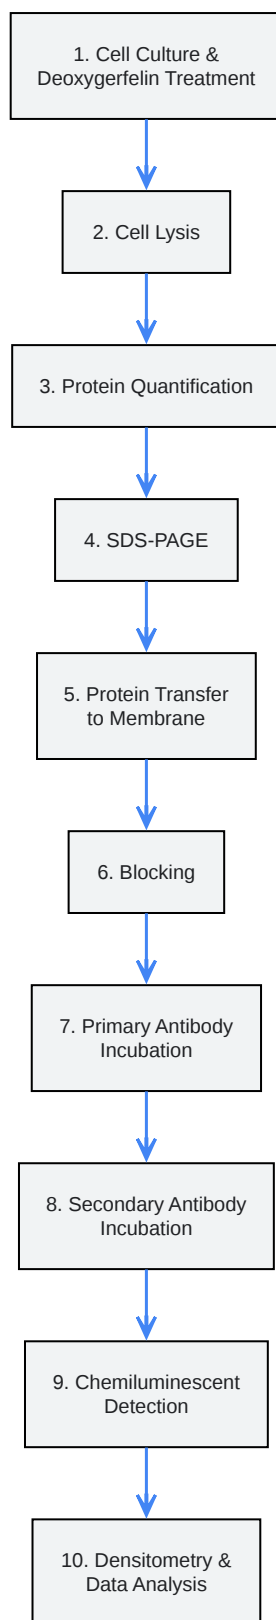 1. Cell Culture &
Deoxygerfelin Treatment
2. Cell Lysis
3. Protein Quantification
4. SDS-PAGE
5. Protein Transfer
to Membrane
6. Blocking
7. Primary Antibody
Incubation
8. Secondary Antibody
Incubation
9. Chemiluminescent
Detection
10. Densitometry &
Data Analysis